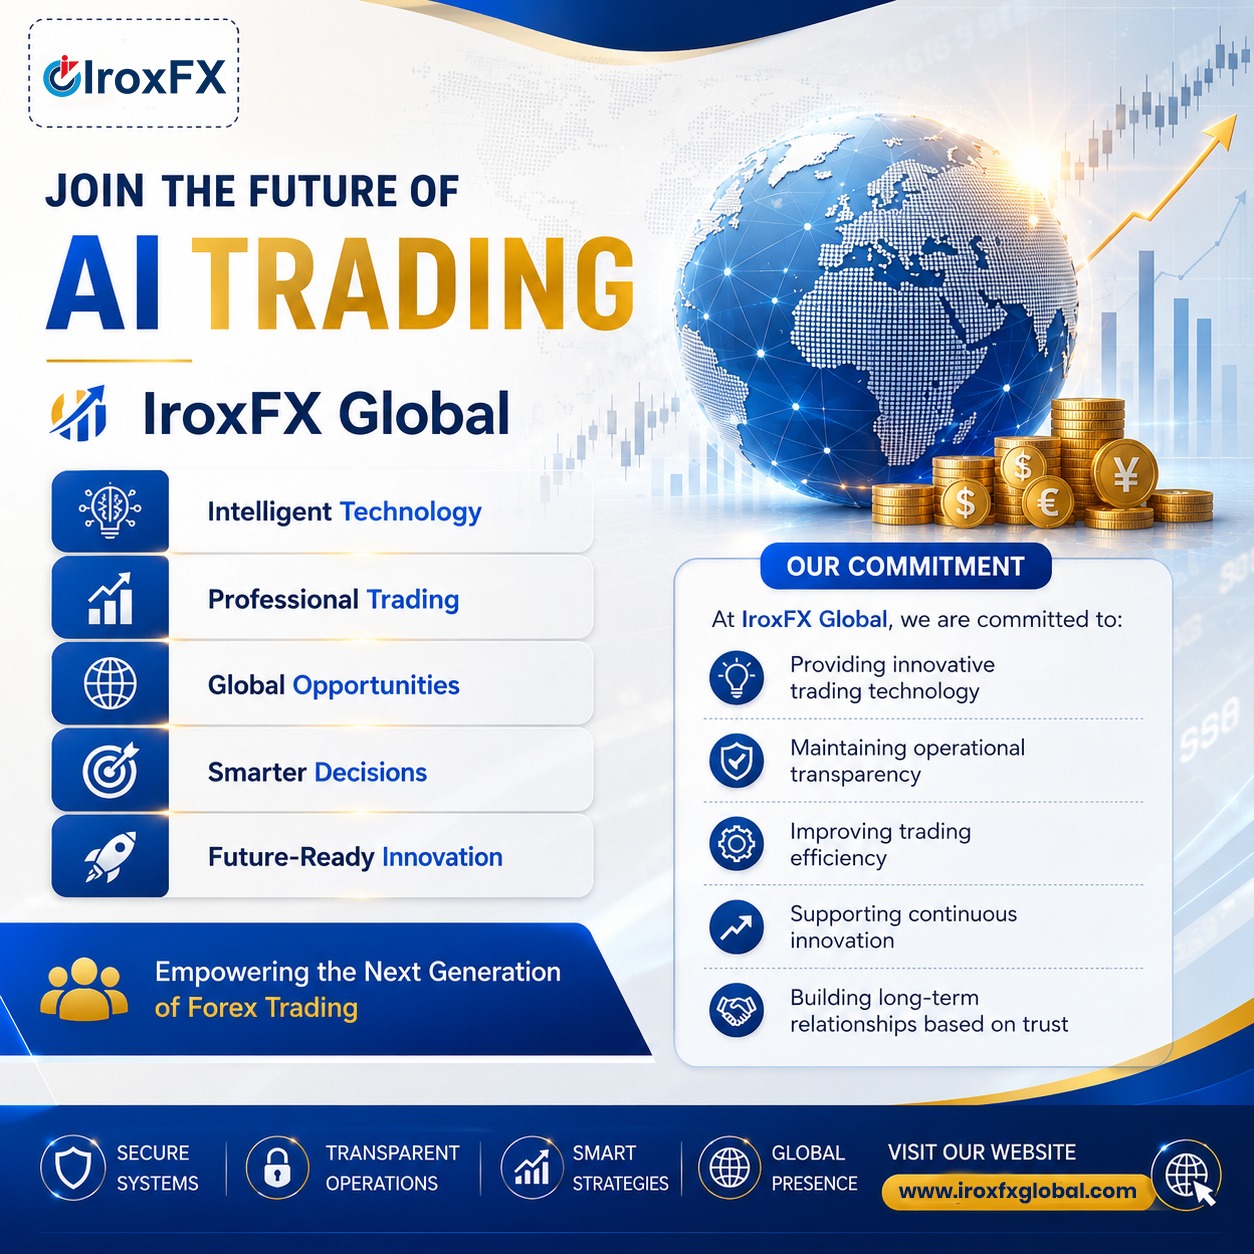 IroxFX
JOIN THE FUTURE OF
AI TRADING
IroxFX Global
Intelligent Technology
Professional Trading
Global Opportunities
Smarter Decisions
Future-Ready Innovation
Empowering the Next Generation
of Forex Trading
$ $ € ¥
OUR COMMITMENT
At IroxFX Global, we are committed to:
Providing innovative
trading technology
Maintaining operational
transparency
Improving trading
efficiency
Supporting continuous
innovation
Building long-term
relationships based on trust
SECURE
SYSTEMS
TRANSPARENT
OPERATIONS
SMART
STRATEGIES
GLOBAL
PRESENCE
VISIT OUR WEBSITE
www.iroxfxglobal.com